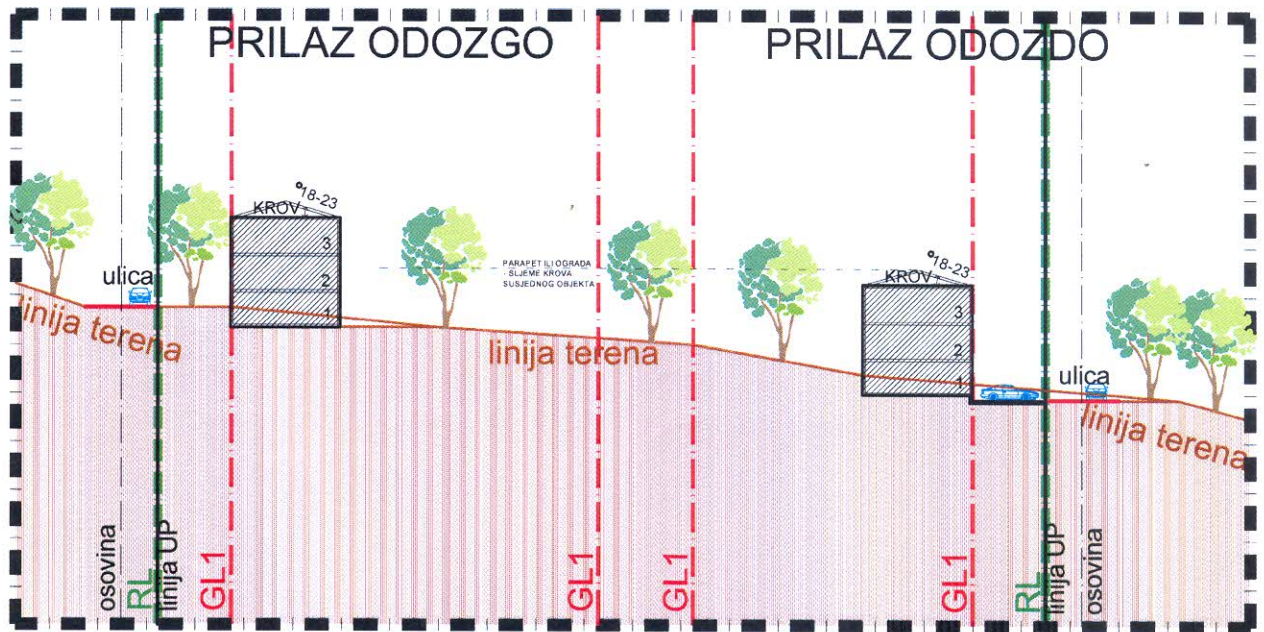 PRILAZ ODOZGO
PRILAZ ODOZDO
°18-23
KROV
3
2
1
ulica
linija terena
PARAPET ILI OGRADA
- SLJEME KROVA
SUSJEDNOG OBJEKTA
linija terena
°18-23
KROV
3
2
1
ulica
linija terena
osovina
RL
linija UP
GL1
GL1
GL1
GL1
RL
linija UP
osovina